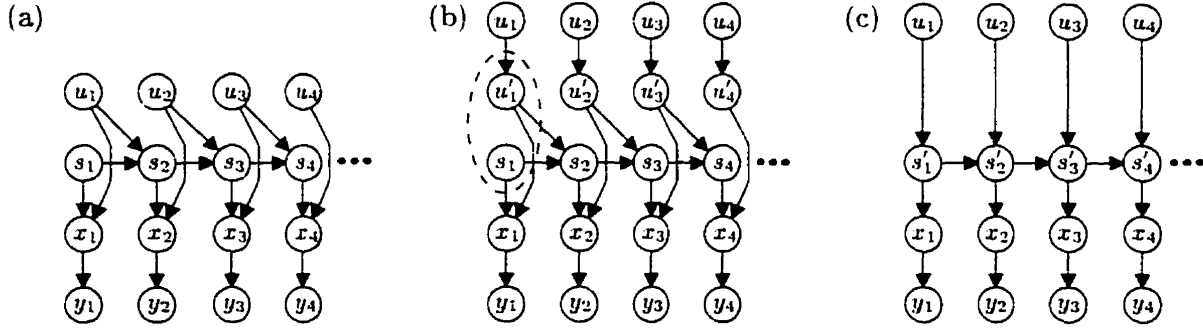 (a)
u₁ u₂ u₃ u₄
s₁ s₂ s₃ s₄ •••
x₁ x₂ x₃ x₄
y₁ y₂ y₃ y₄
(b)
u₁ u₂ u₃ u₄
u′₁ u′₂ u′₃ u′₄
s₁ s₂ s₃ s₄ •••
x₁ x₂ x₃ x₄
y₁ y₂ y₃ y₄
(c)
u₁ u₂ u₃ u₄
s′₁ s′₂ s′₃ s′₄ •••
x₁ x₂ x₃ x₄
y₁ y₂ y₃ y₄